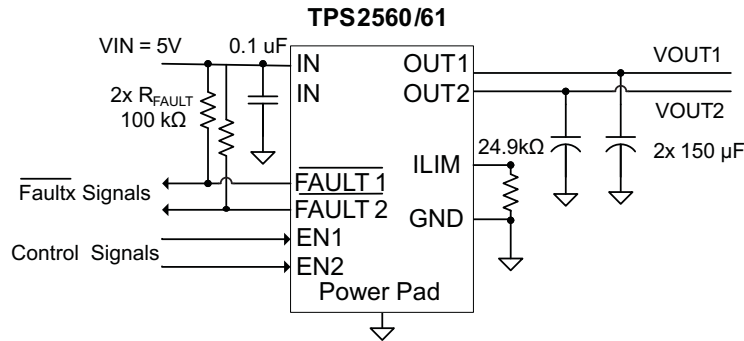 TPS2560/61
VIN = 5V
0.1 uF
IN
IN
OUT1
OUT2
VOUT1
VOUT2
2x RFAULT
100 kΩ
24.9kΩ
2x 150 µF
ILIM
FAULT 1
FAULT 2
Faultx Signals
GND
EN1
EN2
Control Signals
Power Pad